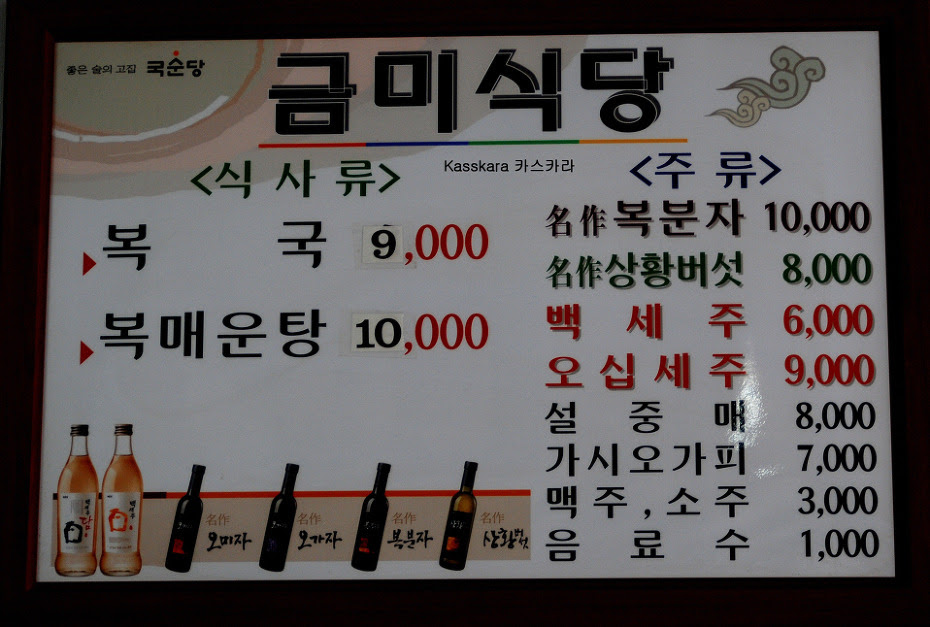 좋은 술의 고집 국순당
금미식당
Kasskara 카스카라
<식사류>
복국 9,000
복매운탕 10,000
<주류>
名作복분자 10,000
名作상황버섯 8,000
백세주 6,000
오십세주 9,000
설중매 8,000
가시오가피 7,000
맥주,소주 3,000
음료수 1,000
名作 오미자
名作 오가자
名作 복분자
名作 상황버섯